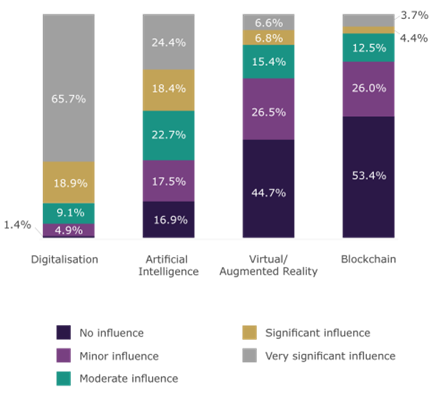 6.6%
3.7%
24.4%
6.8%
4.4%
15.4%
12.5%
65.7%
18.4%
26.0%
22.7%
26.5%
18.9%
17.5%
44.7%
53.4%
9.1%
16.9%
1.4%
4.9%
Digitalisation
Artificial
Intelligence
Virtual/
Augmented Reality
Blockchain
No influence
Significant influence
Minor influence
Very significant influence
Moderate influence